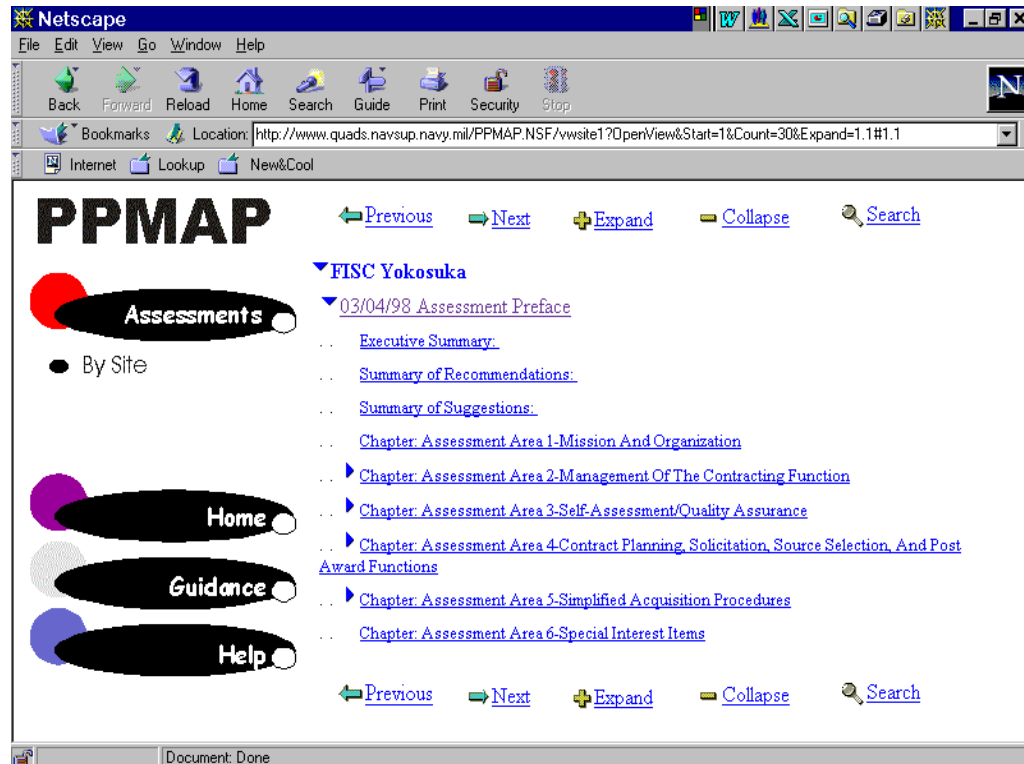 Netscape
File Edit View Go Window Help
Back Forward Reload Home Search Guide Print Security Stop
N
Bookmarks Location: http://www.quads.navsup.navy.mil/PPMAP.NSF/vwsite1?OpenView&Start=1&Count=30&Expand=1.1#1.1
Internet Lookup New&Cool
PPMAP
Previous Next Expand Collapse Search
FISC Yokosuka
03/04/98 Assessment Preface
Assessments
. . Executive Summary:
By Site
. . Summary of Recommendations:
. . Summary of Suggestions:
. . Chapter: Assessment Area 1-Mission And Organization
. . Chapter: Assessment Area 2-Management Of The Contracting Function
. . Chapter: Assessment Area 3-Self-Assessment/Quality Assurance
Home
. . Chapter: Assessment Area 4-Contract Planning, Solicitation, Source Selection, And Post
Award Functions
Guidance
. . Chapter: Assessment Area 5-Simplified Acquisition Procedures
. . Chapter: Assessment Area 6-Special Interest Items
Help
Previous Next Expand Collapse Search
Document: Done